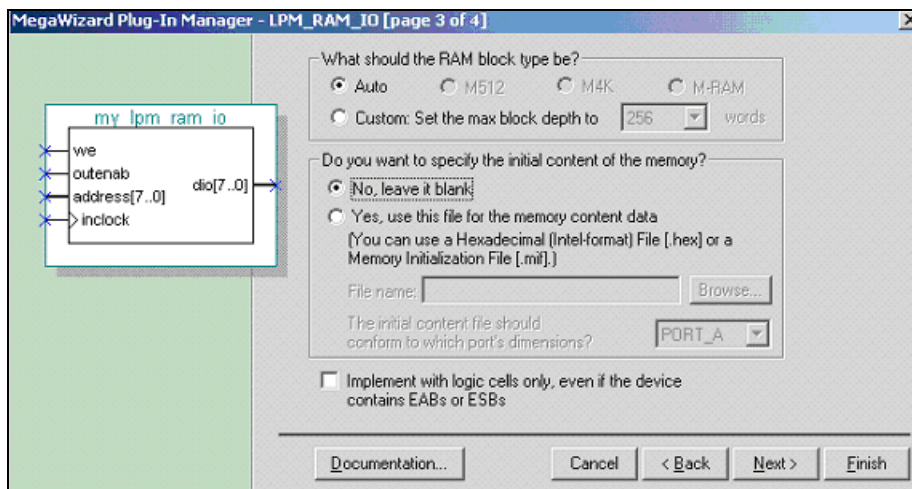 MegaWizard Plug-In Manager - LPM_RAM_IO [page 3 of 4]
my lpm ram io
we
outenab
address[7..0]
inclock
dio[7..0]
What should the RAM block type be?
Auto
M512
M4K
M-RAM
Custom: Set the max block depth to
256
words
Do you want to specify the initial content of the memory?
No, leave it blank
Yes, use this file for the memory content data
(You can use a Hexadecimal (Intel-format) File [.hex] or a
Memory Initialization File [.mif].)
File name:
Browse...
The initial content file should
conform to which port's dimensions?
PORT_A
Implement with logic cells only, even if the device
contains EABs or ESBs
Documentation...
Cancel
< Back
Next >
Finish